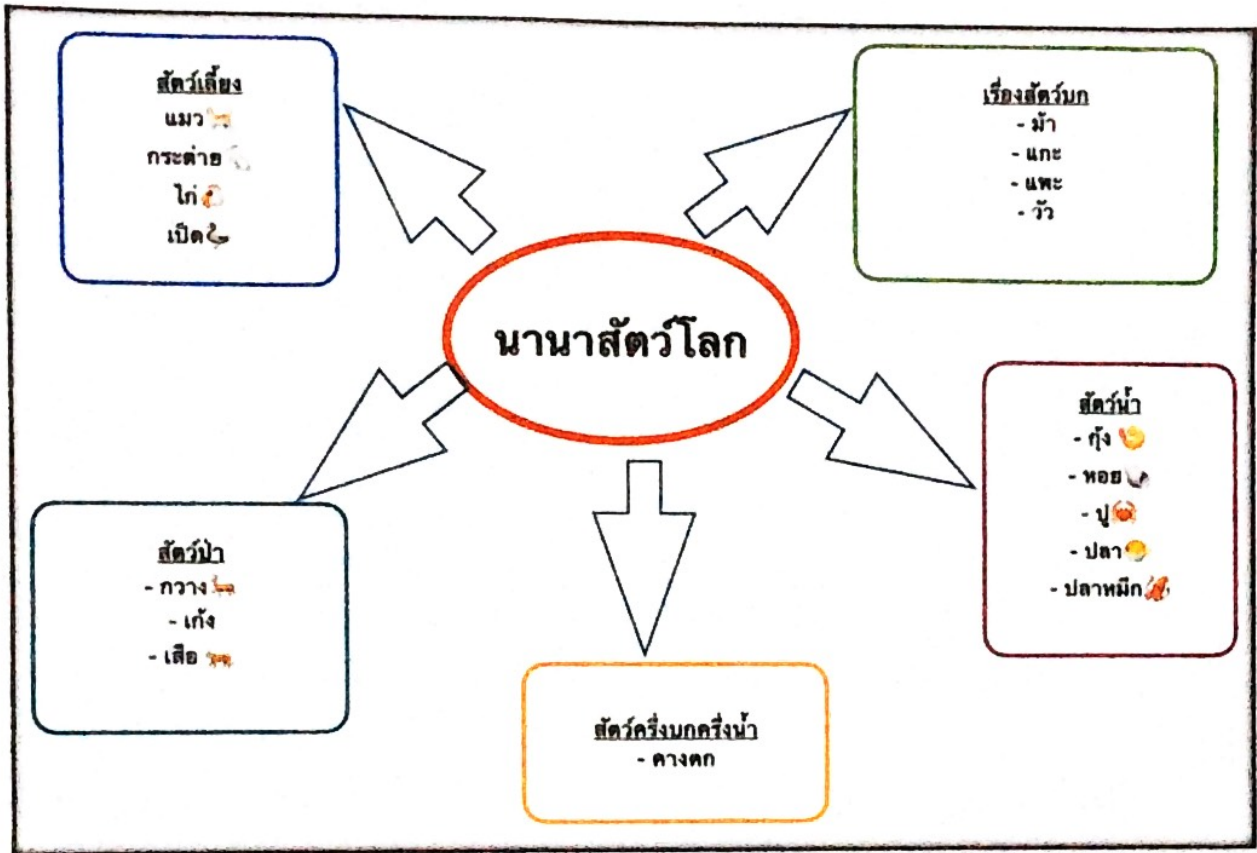 สัตว์เลี้ยง
แมว
กระต่าย
ไก่
เป็ด
เรื่องสัตว์บก
- ม้า
- แกะ
- แพะ
- วัว
นานาสัตว์โลก
สัตว์น้ำ
- กุ้ง
- หอย
- ปู
- ปลา
- ปลาหมึก
สัตว์ป่า
- กวาง
- เก้ง
- เสือ
สัตว์ครึ่งบกครึ่งน้ำ
- คางคก